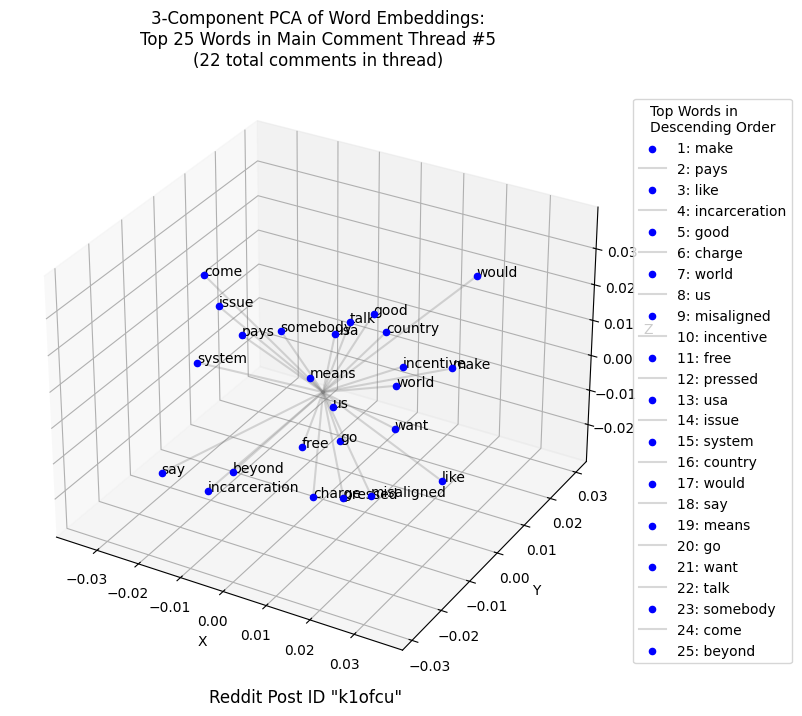 3-Component PCA of Word Embeddings:
Top 25 Words in Main Comment Thread #5
(22 total comments in thread)
Top Words in
Descending Order
1: make
2: pays
3: like
4: incarceration
5: good
6: charge
7: world
8: us
9: misaligned
10: incentive
11: free
12: pressed
13: usa
14: issue
15: system
16: country
17: would
18: say
19: means
20: go
21: want
22: talk
23: somebody
24: come
25: beyond
come
would
issue
good
talk
pays
somebody
usa
country
system
incentive
make
means
world
us
want
go
free
say
beyond
like
incarceration
charge
pressed
misaligned
0.03
0.02
0.01
0.00
−0.01
−0.02
Z
0.03
0.02
0.01
0.00
−0.01
−0.02
−0.03
Y
−0.03
−0.02
−0.01
0.00
0.01
0.02
0.03
X
Reddit Post ID "k1ofcu"